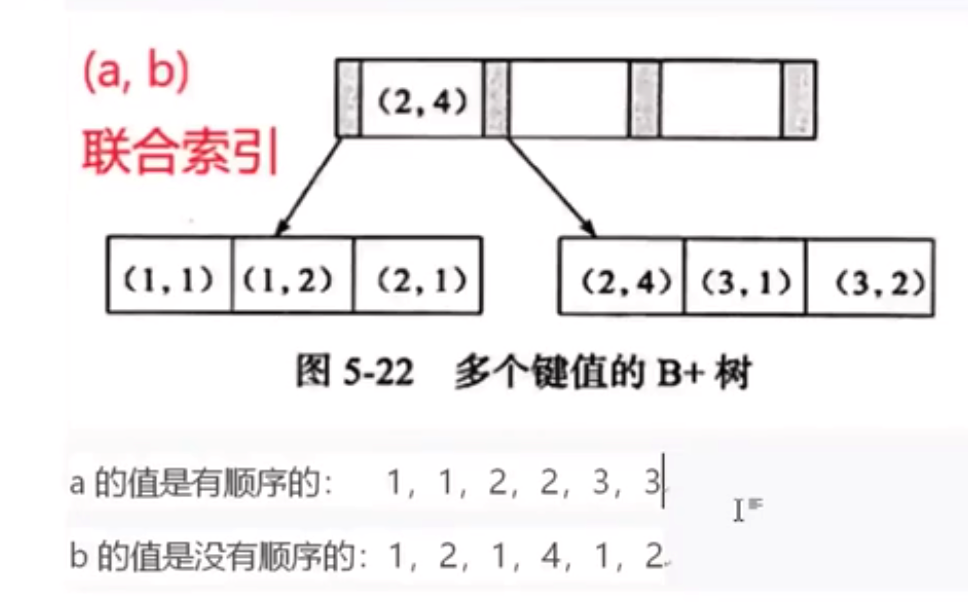 (a, b)
联合索引
(2, 4)
(1, 1) (1, 2) (2, 1) (2, 4) (3, 1) (3, 2)
图 5-22 多个键值的 B+ 树
a 的值是有顺序的： 1，1，2，2，3，3
b 的值是没有顺序的：1，2，1，4，1，2